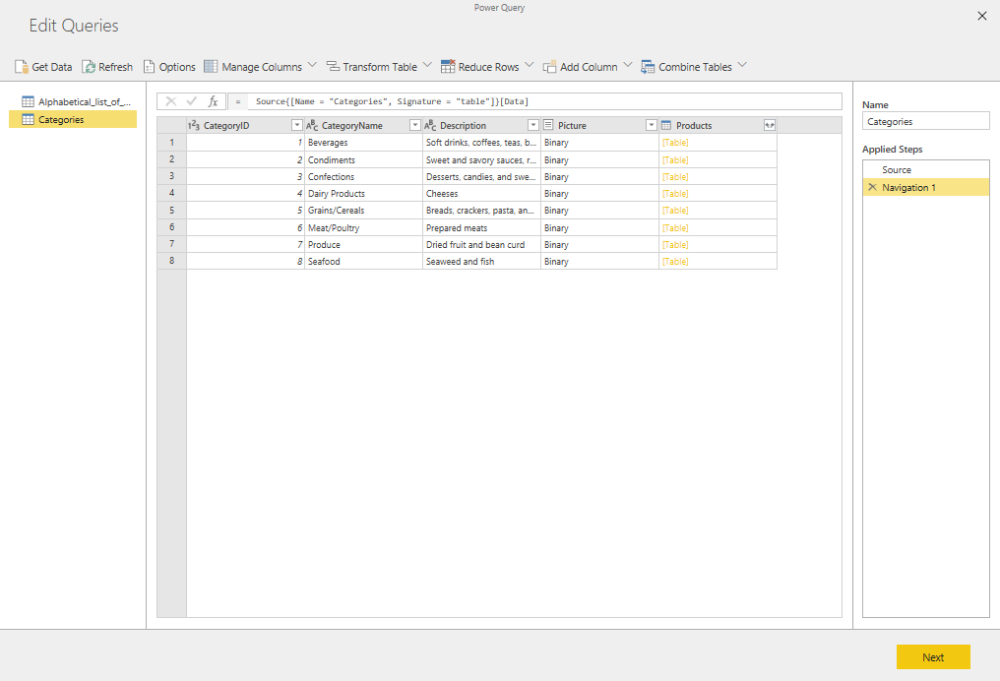 Power Query
Edit Queries
Get Data Refresh Options Manage Columns Transform Table Reduce Rows Add Column Combine Tables
Alphabetical_list_of_...
Categories
fx = Source{[Name = "Categories", Signature = "table"]}[Data]
1²3 CategoryID ABC CategoryName ABC Description Picture Products
1 1 Beverages Soft drinks, coffees, teas, b... Binary [Table]
2 2 Condiments Sweet and savory sauces, r... Binary [Table]
3 3 Confections Desserts, candies, and swe... Binary [Table]
4 4 Dairy Products Cheeses Binary [Table]
5 5 Grains/Cereals Breads, crackers, pasta, an... Binary [Table]
6 6 Meat/Poultry Prepared meats Binary [Table]
7 7 Produce Dried fruit and bean curd Binary [Table]
8 8 Seafood Seaweed and fish Binary [Table]
Name
Categories
Applied Steps
Source
Navigation 1
Next